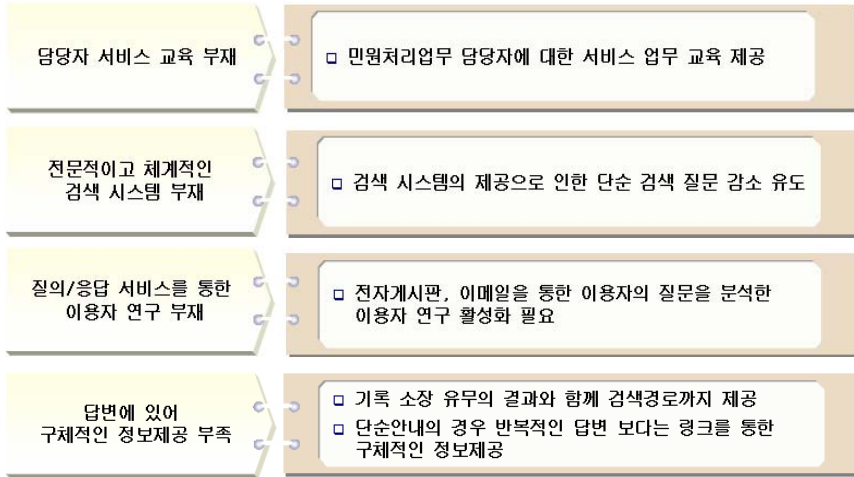 담당자 서비스 교육 부재
민원처리업무 담당자에 대한 서비스 업무 교육 제공
전문적이고 체계적인
검색 시스템 부재
검색 시스템의 제공으로 인한 단순 검색 질문 감소 유도
질의/응답 서비스를 통한
이용자 연구 부재
전자게시판, 이메일을 통한 이용자의 질문을 분석한
이용자 연구 활성화 필요
답변에 있어
구체적인 정보제공 부족
기록 소장 유무의 결과와 함께 검색경로까지 제공
단순안내의 경우 반복적인 답변 보다는 링크를 통한
구체적인 정보제공